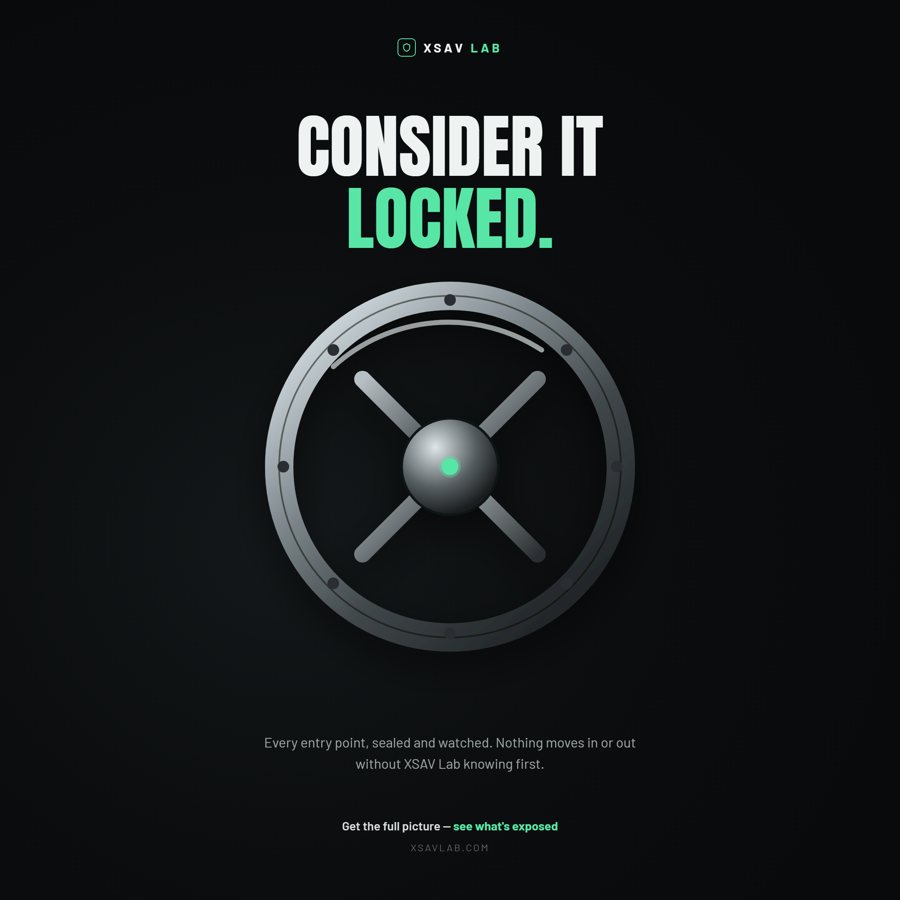 XSAV LAB
CONSIDER IT
LOCKED.
Every entry point, sealed and watched. Nothing moves in or out
without XSAV Lab knowing first.
Get the full picture — see what's exposed
XSAVLAB.COM